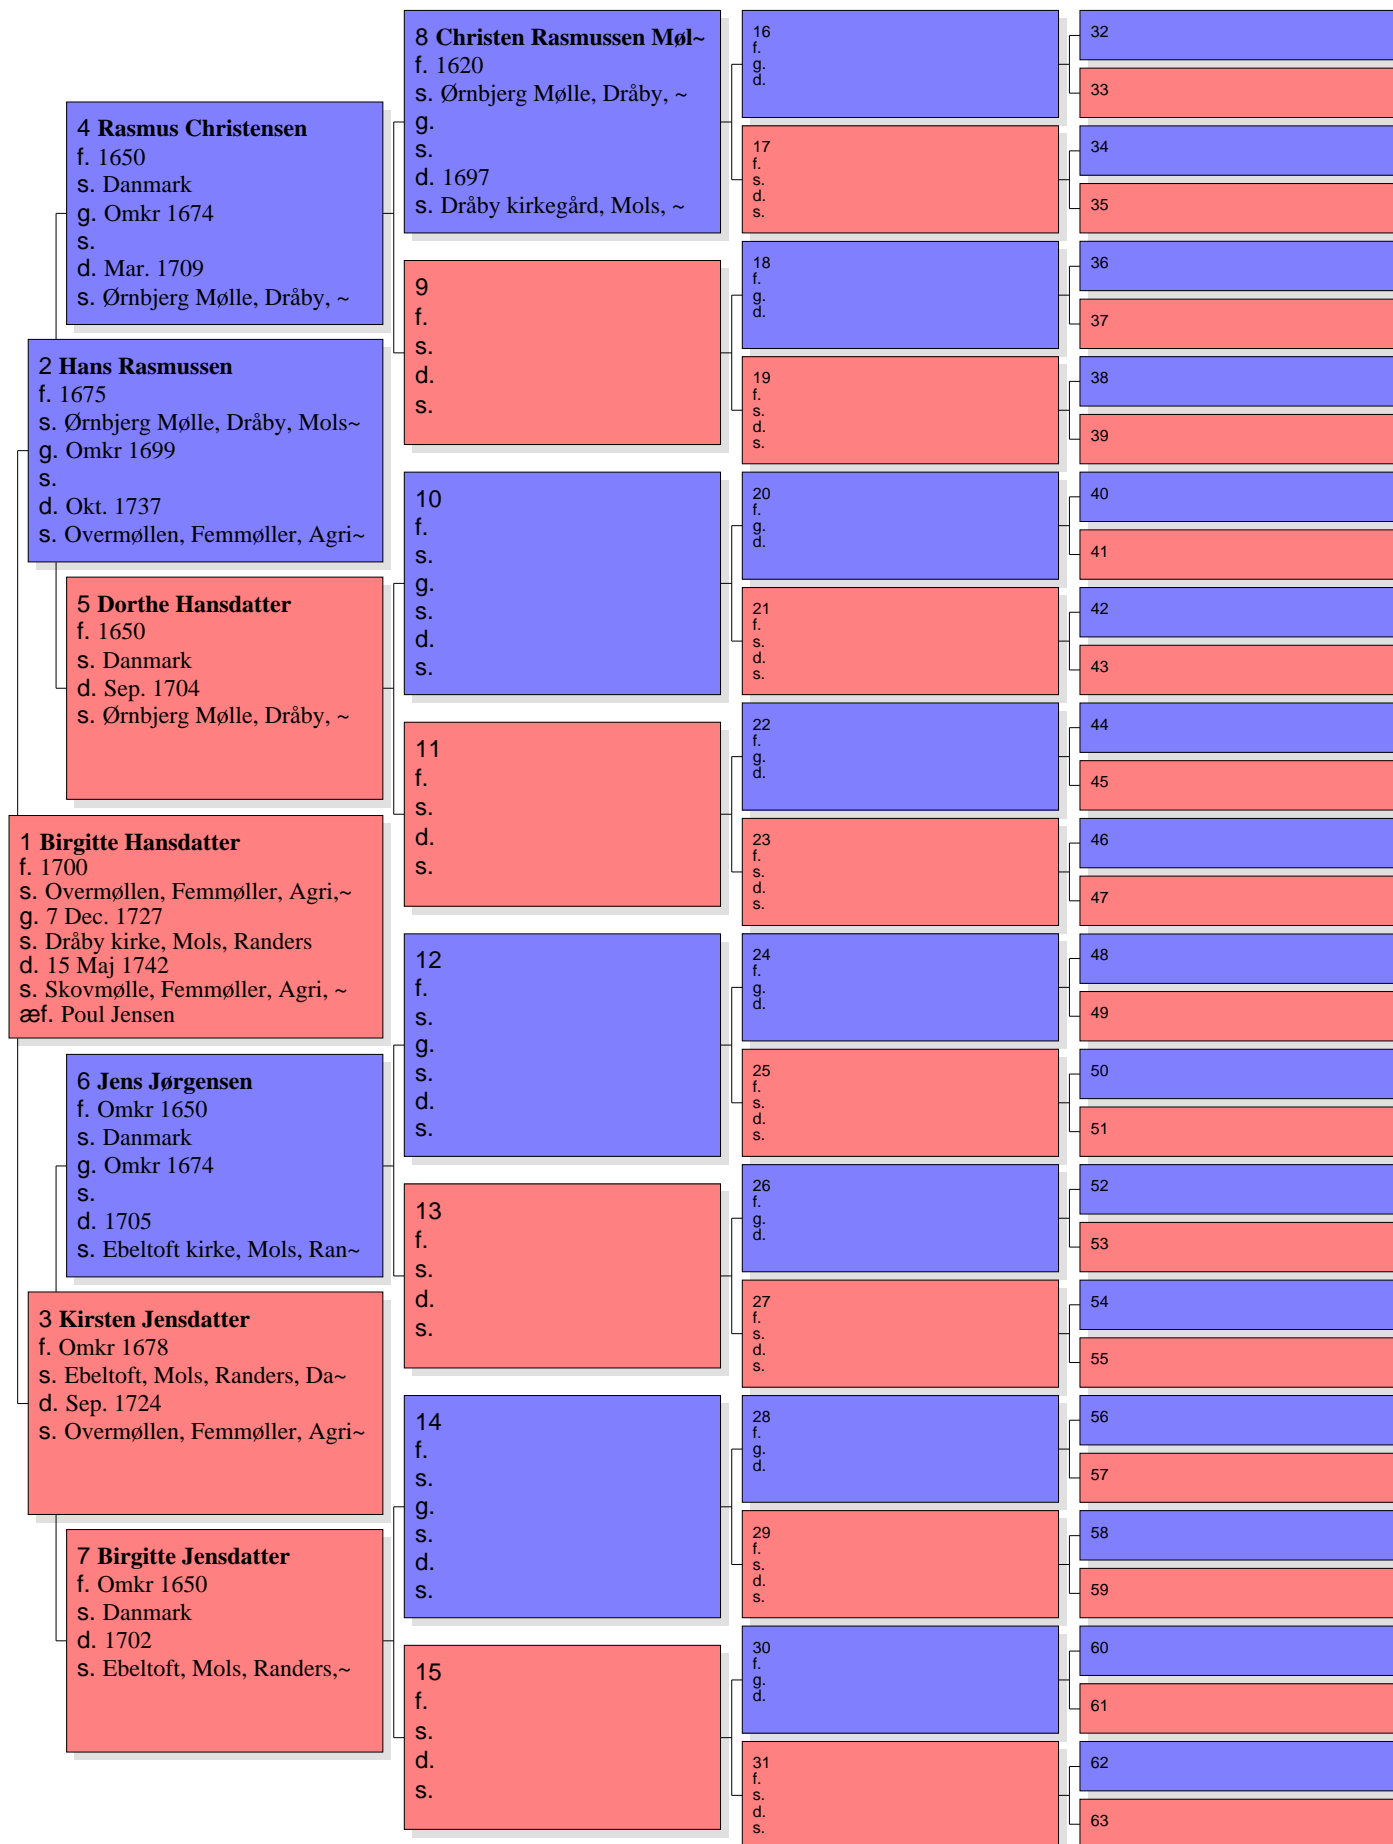 8 Christen Rasmussen Møl~
f. 1620
s. Ørnbjerg Mølle, Dråby, ~
g.
s.
d. 1697
s. Dråby kirkegård, Mols, ~
4 Rasmus Christensen
f. 1650
s. Danmark
g. Omkr 1674
s.
d. Mar. 1709
s. Ørnbjerg Mølle, Dråby, ~
9
f.
s.
d.
s.
2 Hans Rasmussen
f. 1675
s. Ørnbjerg Mølle, Dråby, Mols~
g. Omkr 1699
s.
d. Okt. 1737
s. Overmøllen, Femmøller, Agri~
10
f.
s.
g.
s.
d.
s.
5 Dorthe Hansdatter
f. 1650
s. Danmark
d. Sep. 1704
s. Ørnbjerg Mølle, Dråby, ~
11
f.
s.
d.
s.
1 Birgitte Hansdatter
f. 1700
s. Overmøllen, Femmøller, Agri,~
g. 7 Dec. 1727
s. Dråby kirke, Mols, Randers
d. 15 Maj 1742
s. Skovmølle, Femmøller, Agri, ~
æf. Poul Jensen
12
f.
s.
g.
s.
d.
s.
6 Jens Jørgensen
f. Omkr 1650
s. Danmark
g. Omkr 1674
s.
d. 1705
s. Ebeltoft kirke, Mols, Ran~
13
f.
s.
d.
s.
3 Kirsten Jensdatter
f. Omkr 1678
s. Ebeltoft, Mols, Randers, Da~
d. Sep. 1724
s. Overmøllen, Femmøller, Agri~
14
f.
s.
g.
s.
d.
s.
7 Birgitte Jensdatter
f. Omkr 1650
s. Danmark
d. 1702
s. Ebeltoft, Mols, Randers,~
15
f.
s.
d.
s.
16
f.
g.
d.
17
f.
s.
d.
s.
18
f.
g.
d.
19
f.
s.
d.
s.
20
f.
g.
d.
21
f.
s.
d.
s.
22
f.
g.
d.
23
f.
s.
d.
s.
24
f.
g.
d.
25
f.
s.
d.
s.
26
f.
g.
d.
27
f.
s.
d.
s.
28
f.
g.
d.
29
f.
s.
d.
s.
30
f.
g.
d.
31
f.
s.
d.
s.
32
33
34
35
36
37
38
39
40
41
42
43
44
45
46
47
48
49
50
51
52
53
54
55
56
57
58
59
60
61
62
63